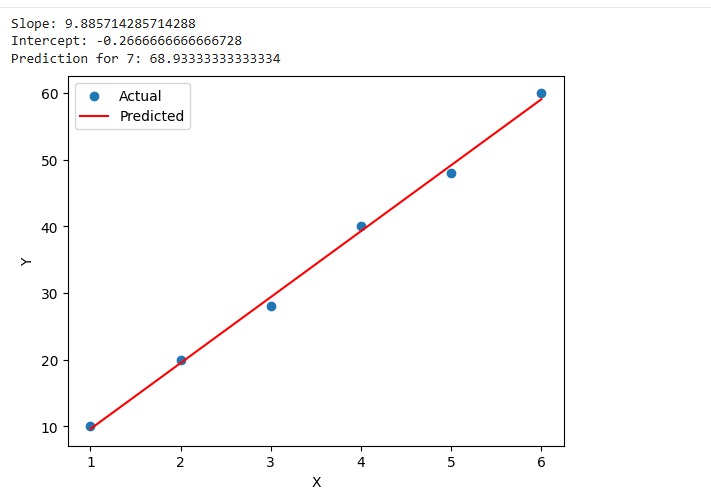 Slope: 9.885714285714288
Intercept: -0.2666666666666728
Prediction for 7: 68.93333333333334
Actual
Predicted
60
50
40
30
20
10
Y
1 2 3 4 5 6
X